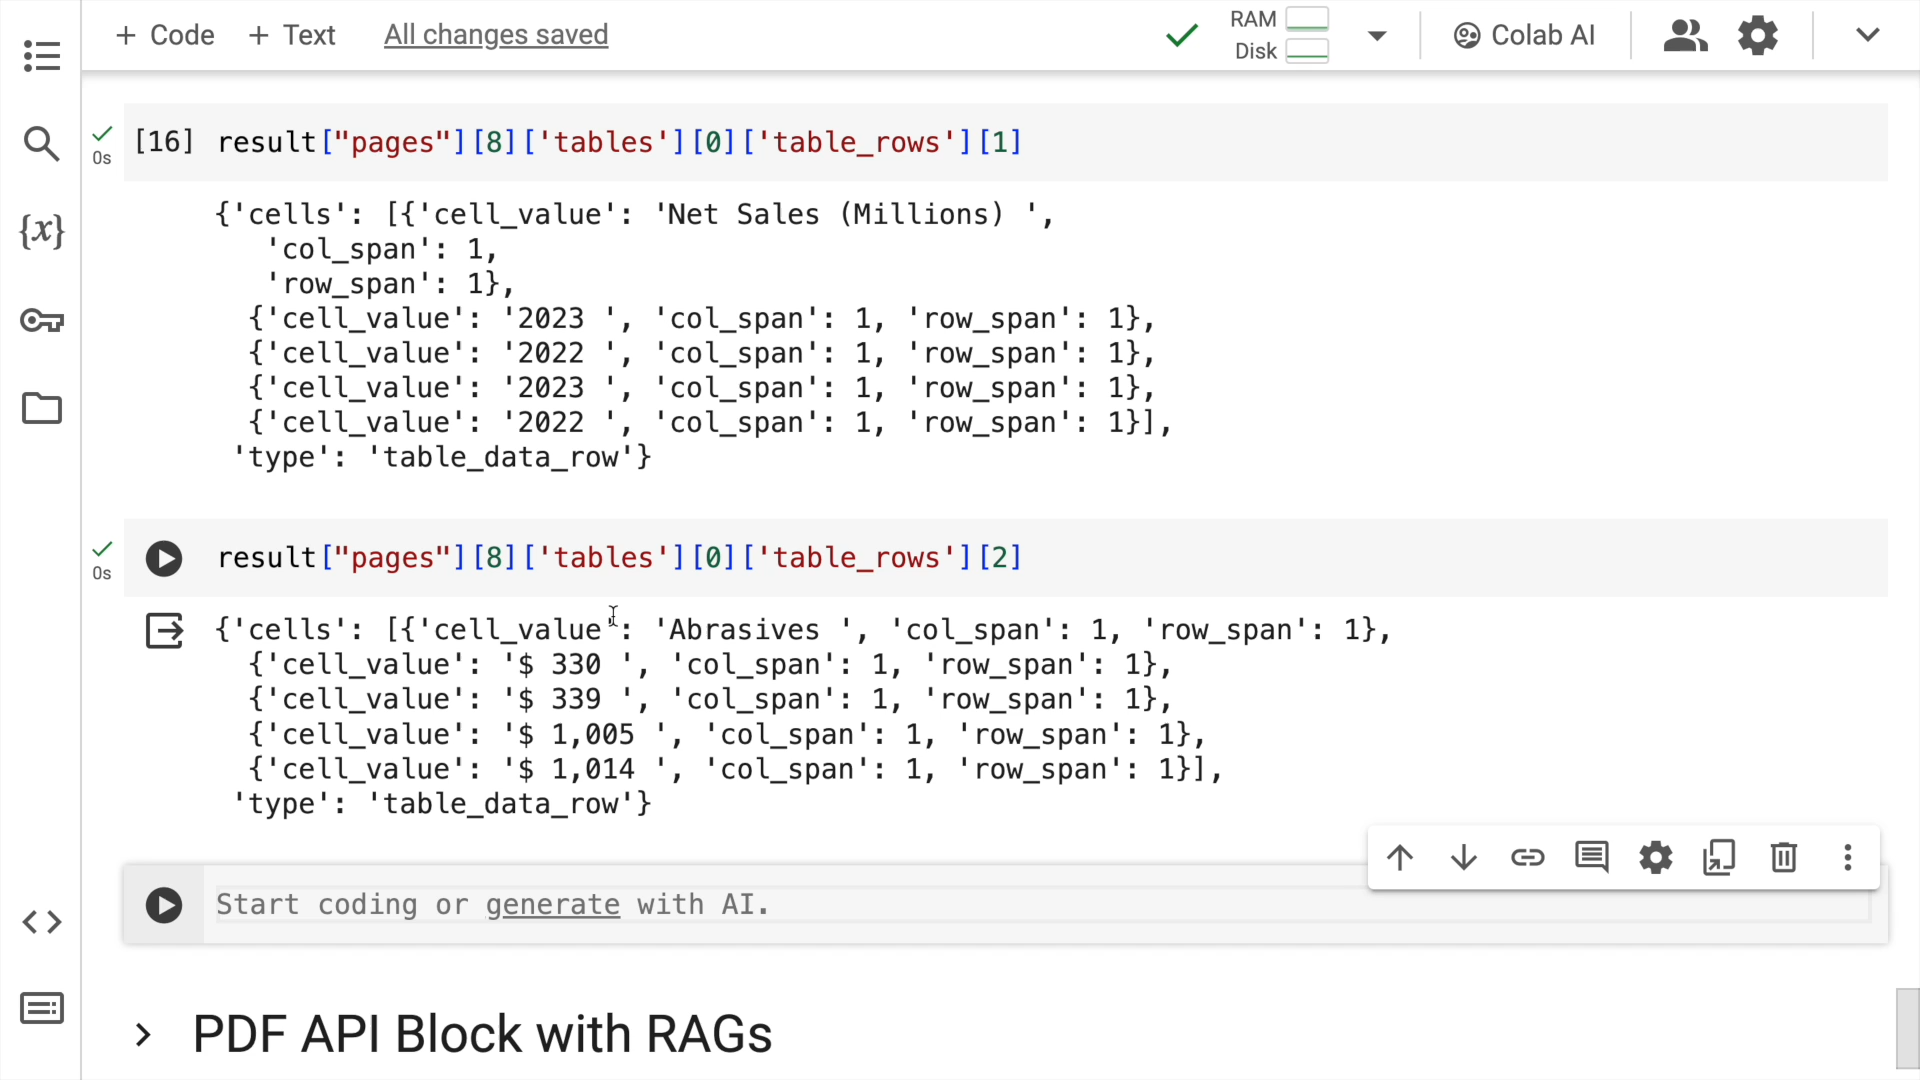 + Code + Text All changes saved RAM Disk Colab AI
[16] result["pages"][8]['tables'][0]['table_rows'][1]
0s
{'cells': [{'cell_value': 'Net Sales (Millions) ',
'col_span': 1,
'row_span': 1},
{'cell_value': '2023 ', 'col_span': 1, 'row_span': 1},
{'cell_value': '2022 ', 'col_span': 1, 'row_span': 1},
{'cell_value': '2023 ', 'col_span': 1, 'row_span': 1},
{'cell_value': '2022 ', 'col_span': 1, 'row_span': 1}],
'type': 'table_data_row'}
result["pages"][8]['tables'][0]['table_rows'][2]
0s
{'cells': [{'cell_value': 'Abrasives ', 'col_span': 1, 'row_span': 1},
{'cell_value': '$ 330 ', 'col_span': 1, 'row_span': 1},
{'cell_value': '$ 339 ', 'col_span': 1, 'row_span': 1},
{'cell_value': '$ 1,005 ', 'col_span': 1, 'row_span': 1},
{'cell_value': '$ 1,014 ', 'col_span': 1, 'row_span': 1}],
'type': 'table_data_row'}
Start coding or generate with AI.
PDF API Block with RAGs